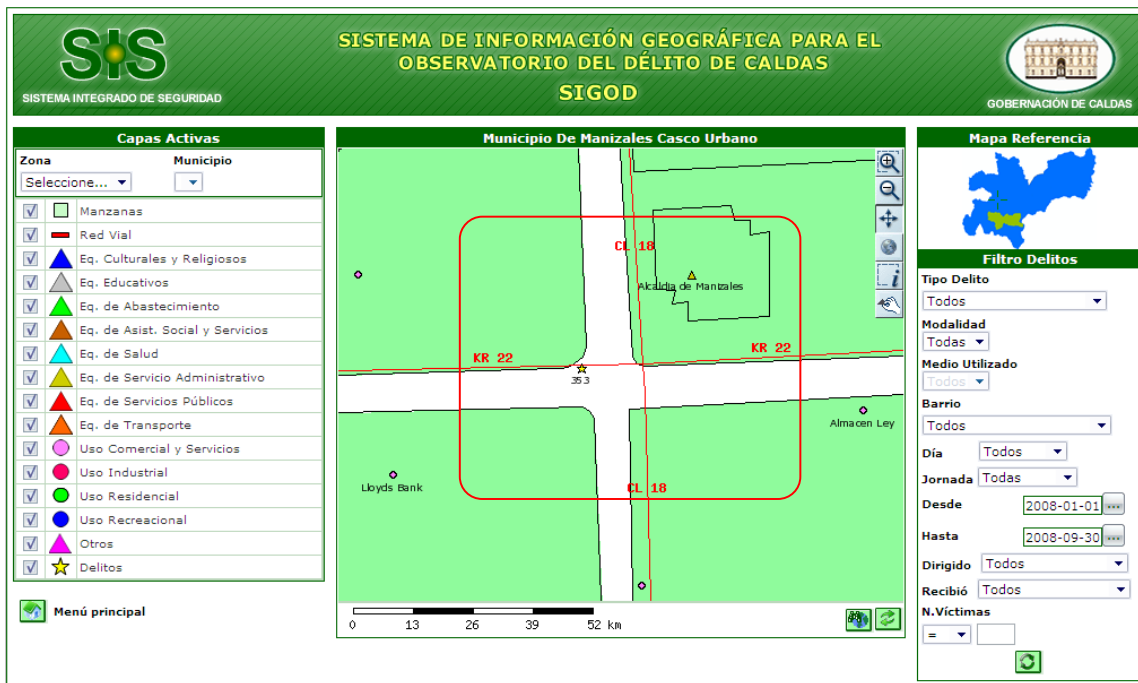 SIS
SISTEMA INTEGRADO DE SEGURIDAD
SISTEMA DE INFORMACIÓN GEOGRÁFICA PARA EL
OBSERVATORIO DEL DÉLITO DE CALDAS
SIGOD
GOBERNACIÓN DE CALDAS
Capas Activas
Zona Municipio
Seleccione...
Manzanas
Red Vial
Eq. Culturales y Religiosos
Eq. Educativos
Eq. de Abastecimiento
Eq. de Asist. Social y Servicios
Eq. de Salud
Eq. de Servicio Administrativo
Eq. de Servicios Públicos
Eq. de Transporte
Uso Comercial y Servicios
Uso Industrial
Uso Residencial
Uso Recreacional
Otros
Delitos
Menú principal
Municipio De Manizales Casco Urbano
CL 18
Alcaldia de Manizales
KR 22
KR 22
353
Almacen Ley
Lloyds Bank
CL 18
0 13 26 39 52 km
Mapa Referencia
Filtro Delitos
Tipo Delito
Todos
Modalidad
Todas
Medio Utilizado
Todos
Barrio
Todos
Día Todos
Jornada Todas
Desde 2008-01-01 ...
Hasta 2008-09-30 ...
Dirigido Todos
Recibió Todos
N.Víctimas
=